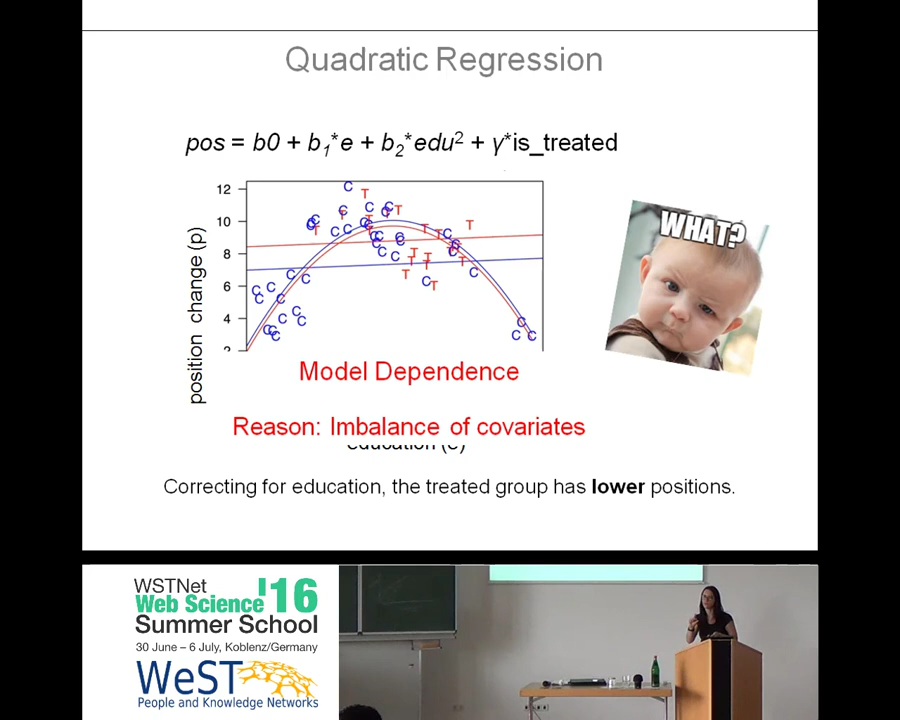 Quadratic Regression
pos = b0 + b₁*e + b₂*edu² + γ*is_treated
WHAT?
12
10
8
6
4
2
position change (p)
Model Dependence
Reason: Imbalance of covariates
education (e)
Correcting for education, the treated group has lower positions.
WSTNet
Web Science '16
Summer School
30 June – 6 July, Koblenz/Germany
WeST
People and Knowledge Networks